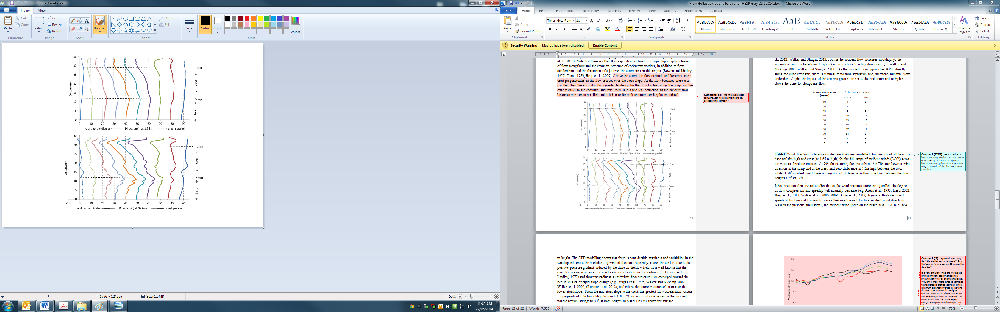 Figure 7.emf - Paint
Home
View
Paste
Cut
Copy
Clipboard
Select
Crop
Resize
Rotate
Image
Tools
Brushes
Shapes
Outline
Fill
Size
Color
1
Color
2
Colors
Edit
colors
35
30
25
20
15
10
5
0
Distance (m)
Crest
Dune
Scarp
Beach
0 10 20 30 40 50 60 70 80 90
crest perpendicular <---------- Direction (°) at 1.66 m ---------> crest parallel
35
30
25
20
15
10
5
0
Distance (m)
Crest
Dune
Scarp
Beach
-10 0 10 20 30 40 50 60 70 80 90
crest perpendicular <-------------- Direction (°) at 0.66 m --------------> crest parallel
1756 × 1242px
Size: 1.0MB
50%
11:43 AM
22/05/2014
Flow deflection over a foredune -HESP may 21st 2014.docx - Microsoft Word
File
Home
Insert
Page Layout
References
Mailings
Review
View
Add-Ins
EndNote X6
Acrobat
Paste
Cut
Copy
Format Painter
Clipboard
Times New Rom
11
Font
Paragraph
AaBbCcDc
¶ Normal
AaBbCcDc
¶ No Spaci...
AaBbC
Heading 1
AaBbCc
Heading 2
AaB
Title
AaBbCc.
Subtitle
AaBbCcDc
Subtle Em...
AaBbCcDc
Emphasis
AaBbCcDc
Intense E...
AaBbCcDc
Strong
AaBbCcDc
Quote
AaBbCcDc
Intense Q...
Change
Styles
Styles
Find
Replace
Select
Editing
Security Warning Macros have been disabled. Enable Content
et al., 2012). Note that there is often flow separation in front of scarps, topographic steering
of flow alongshore and the common presence of corkscrew vortices, in addition to flow
acceleration and the formation of a jet over the scarp crest in this region (Bowen and Lindley,
1977; Tsoar, 1983; Hesp et al., 2009). Above the scarp, the flow expands and becomes more
crest perpendicular as the flow crosses over the stoss slope. As the flow becomes more crest
parallel, then there is naturally a greater tendency for the flow to steer along the scarp and the
dune parallel to the contours, and thus, there is less and less deflection as the incident flow
becomes more crest parallel, and this is true for both anemometer heights examined.
Comment [ 5]: I find these sentences
confusing...can they be simplified to say
precisely what is meant?
35
30
25
20
15
10
5
0
Distance (m)
Crest
Dune
Scarp
Beach
0 10 20 30 40 50 60 70 80 90
crest perpendicular <---------- Direction (°) at 1.65 m ----------> crest parallel
35
30
25
20
15
10
5
0
Distance (m)
Crest
Dune
Scarp
Beach
-10 0 10 20 30 40 50 60 70 80 90
crest perpendicular <---------- Direction (°) at 0.6 m ----------> crest parallel
12
al., 2012; Walker and Shugar, 2013, , but as the incident flow increases in obliquity, the
separation zone is characterized by corkscrew vortices trending downwind (cf. Walker and
Nickling 2002; Walker and Shugar, 2013). As the incident flow approaches 90⁰ to directly
along the dune crest axis, there is minimal to no flow separation and, therefore, minimal flow
deflection. Again, the impact of the scarp is greater nearer to the bed compared to higher
above the dune for alongdune flow.
Incident wind direction
(degrees)
° difference scarp & crest
0.66 m 1.66 m
90 4 0
80 1 2
70 5 5
60 16 11
50 19 12
40 19 12
30 17 11
20 14 8
10 7 4
0 2 0
Table1. Wind direction difference (in degrees) between modelled flow measured at the scarp
base at 0.6m high and crest (at 1.65 m high) for the full range of incident winds (0-90⁰) across
the western foredune transect. At 90⁰, for example, there is only a 4⁰ diffference beween wind
direction at the scarp and at the crest, and zero difference at 1.6m high between the two,
while at 50⁰ incident wind there is a significant difference in flow direction between the two
heights (19⁰ vs 12⁰)
Comment [IJW6]: IFF you decide to
include the scarp location, this table should
occur WAY up on p.9 and be expanded to
include the other points OR at least for the
range of conditions/directions used in the
validation.
It has been noted in several studies that as the wind becomes more crest parallel, the degree
of flow compression and speedup will naturally decrease (e.g. Arens et al., 1995; Hesp, 2002;
Hesp et al., 2013; Walker et al., 2006, 2009; Bauer et al., 2012). Figure 8 illustrates wind
speeds at 1m horizontal intervals across the dune transect for five incident wind directions.
As with the previous simulations, the incident wind speed on the beach was 12.20 m s⁻¹ at 4
13
m height. The CFD modelling shows that there is considerable waviness and variability in the
wind speed across the backshore upwind of the dune especially nearer the surface due to the
positive pressure gradient induced by the dune on the flow field. It is well known that the
dune toe region is an area of considerable deceleration or speed-down (cf. Bowen and
Lindley, 1977) and flow unsteadiness as turbulent flow structures are conveyed toward the
bed in an area of rapid slope change (e.g., Wiggs et al. 1996, Walker and Nickling 2002,
Walker et al. 2006, Chapman et al. 2012), and this is also more pronounced at or near the
lower stoss slope. From the mid-stoss slope to the crest, the greatest flow acceleration occurs
for perpendicular to low obliquity winds (10-30⁰) and uniformly decreases as the incident
wind direction swings to 50⁰, at both heights (0.6 and 1.65 m) above the surface.
20
16
12
8
4
Wind Speed at 1.65 m (m s⁻¹)
Comment [ 7]: I agree with Ian...why
don't the profiles converge at zero? Or is
the 'common' swing point at 35 m near the
dune toe?
It is very difficult to 'map' the wind speed
profiles on to the topographic profiles
given that they are all of different scaling.
Wouldn't it make more sense to normalise
the topographic profiles according to the
maximum distance traversed by the wind
(include those numbers in the figure
caption), which would yield a normalized
axis extending from 0-1 for distance. This
would should how the profile aspect
changes AND you can easily compare the
Page: 13 of 22
Words: 7,553
76%